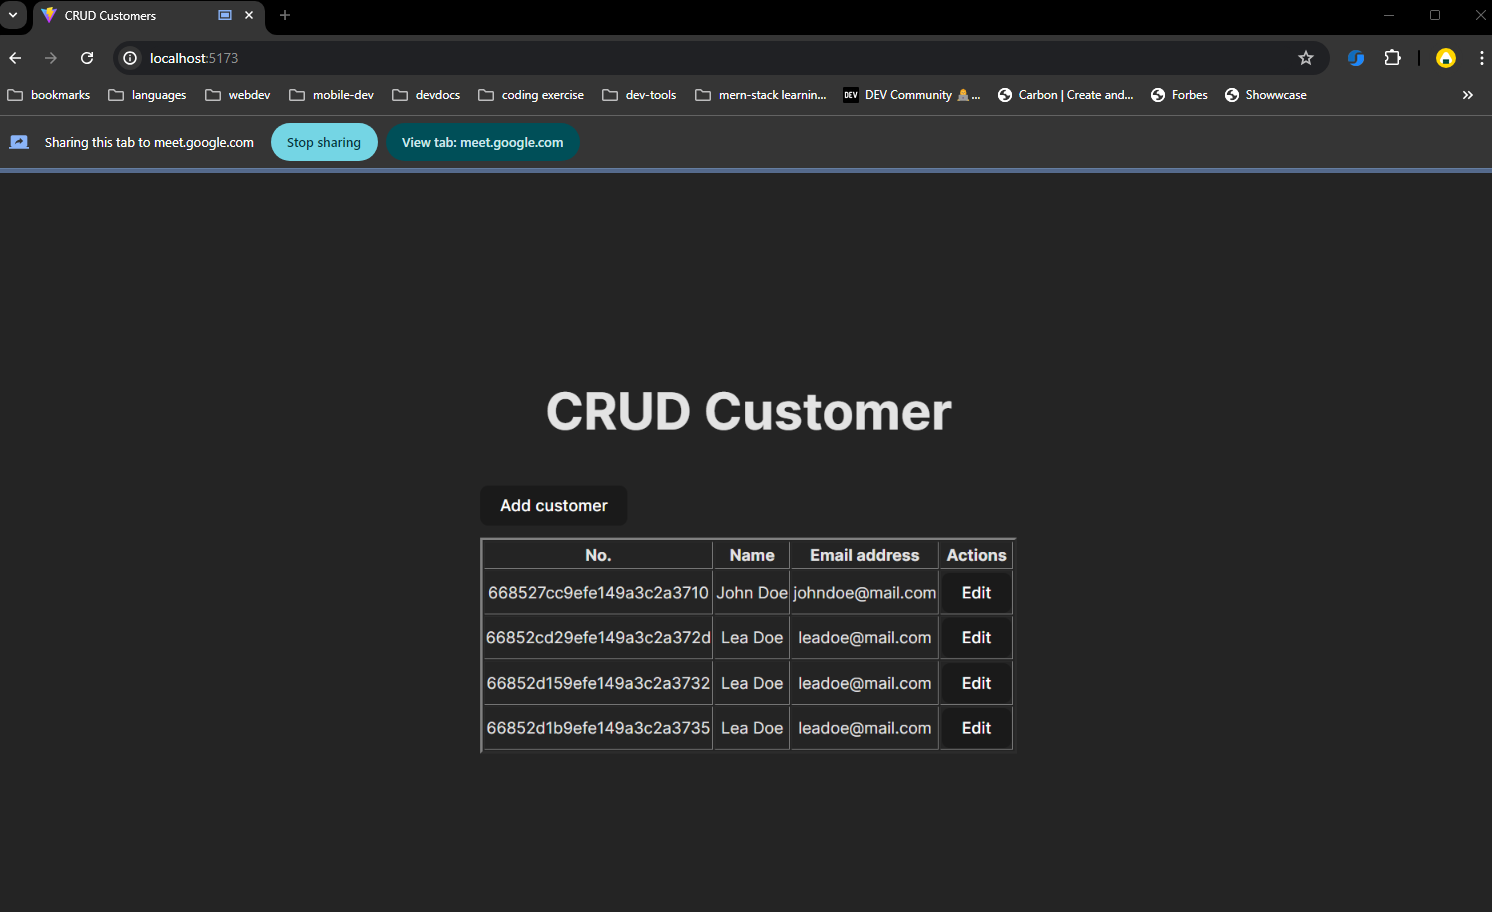 CRUD Customers
localhost:5173
bookmarks languages webdev mobile-dev devdocs coding exercise dev-tools mern-stack learnin... DEV DEV Community 🧑‍💻... Carbon | Create and... Forbes Showwcase
Sharing this tab to meet.google.com Stop sharing View tab: meet.google.com
CRUD Customer
Add customer
No. Name Email address Actions
668527cc9efe149a3c2a3710 John Doe johndoe@mail.com Edit
66852cd29efe149a3c2a372d Lea Doe leadoe@mail.com Edit
66852d159efe149a3c2a3732 Lea Doe leadoe@mail.com Edit
66852d1b9efe149a3c2a3735 Lea Doe leadoe@mail.com Edit